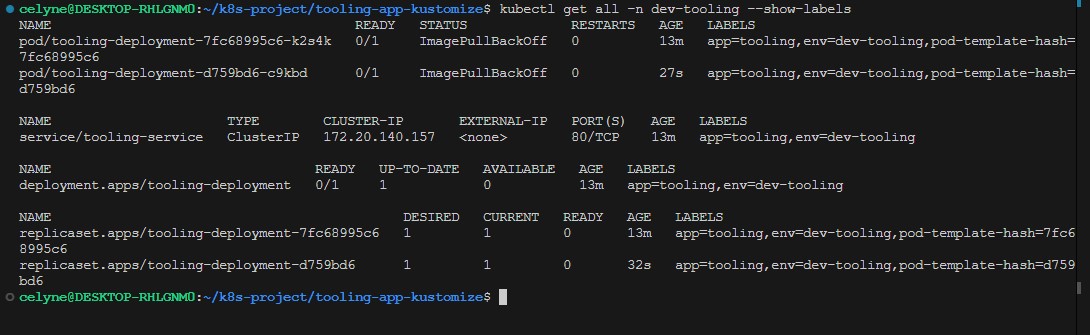 celyne@DESKTOP-RHLGNM0:~/k8s-project/tooling-app-kustomize$ kubectl get all -n dev-tooling --show-labels
NAME READY STATUS RESTARTS AGE LABELS
pod/tooling-deployment-7fc68995c6-k2s4k 0/1 ImagePullBackOff 0 13m app=tooling,env=dev-tooling,pod-template-hash=
7fc68995c6
pod/tooling-deployment-d759bd6-c9kbd 0/1 ImagePullBackOff 0 27s app=tooling,env=dev-tooling,pod-template-hash=
d759bd6
NAME TYPE CLUSTER-IP EXTERNAL-IP PORT(S) AGE LABELS
service/tooling-service ClusterIP 172.20.140.157 <none> 80/TCP 13m app=tooling,env=dev-tooling
NAME READY UP-TO-DATE AVAILABLE AGE LABELS
deployment.apps/tooling-deployment 0/1 1 0 13m app=tooling,env=dev-tooling
NAME DESIRED CURRENT READY AGE LABELS
replicaset.apps/tooling-deployment-7fc68995c6 1 1 0 13m app=tooling,env=dev-tooling,pod-template-hash=7fc6
8995c6
replicaset.apps/tooling-deployment-d759bd6 1 1 0 32s app=tooling,env=dev-tooling,pod-template-hash=d759
bd6
celyne@DESKTOP-RHLGNM0:~/k8s-project/tooling-app-kustomize$